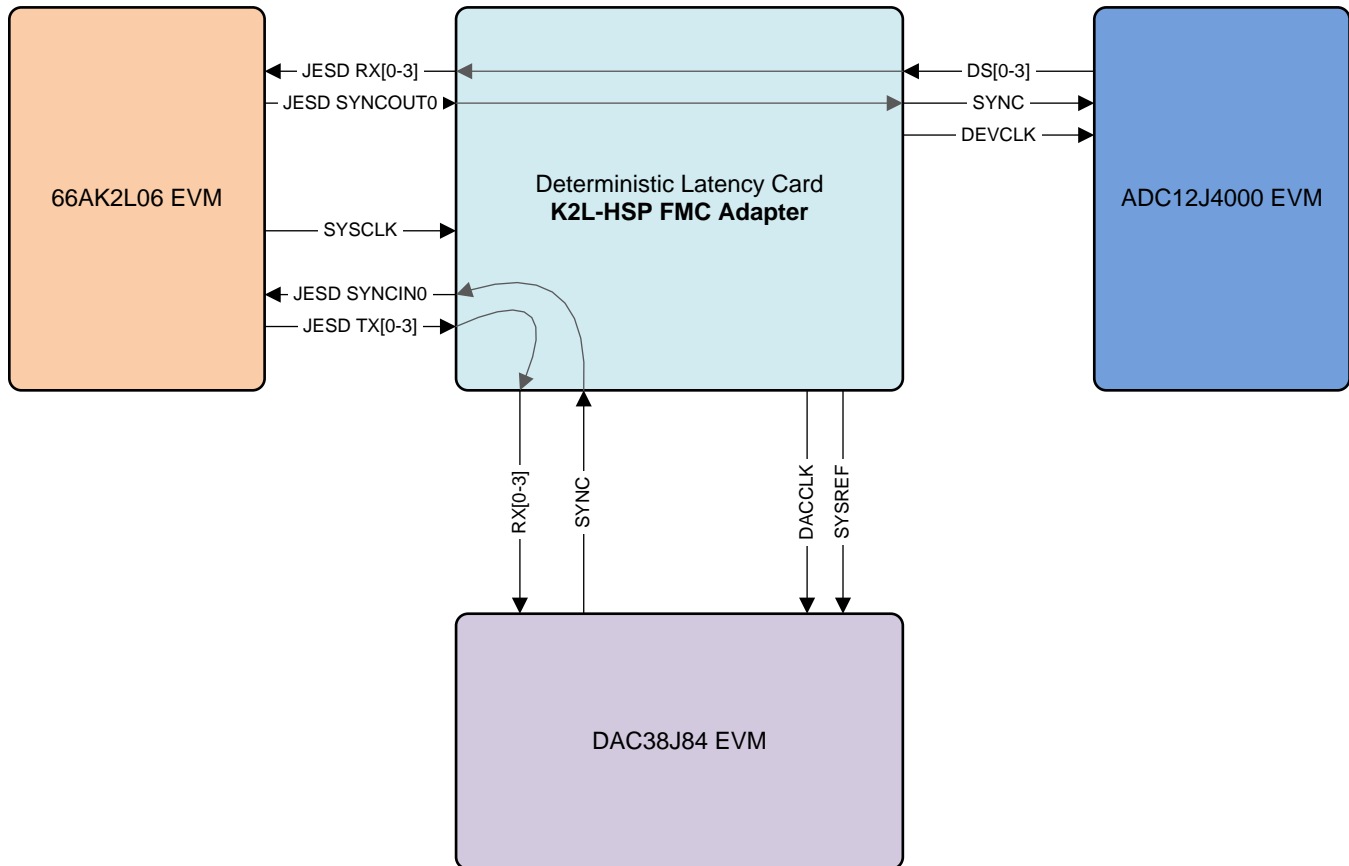 JESD RX[0-3]
DS[0-3]
JESD SYNCOUT0
SYNC
DEVCLK
66AK2L06 EVM
Deterministic Latency Card
K2L-HSP FMC Adapter
ADC12J4000 EVM
SYSCLK
JESD SYNCIN0
JESD TX[0-3]
RX[0-3]
SYNC
DACCLK
SYSREF
DAC38J84 EVM